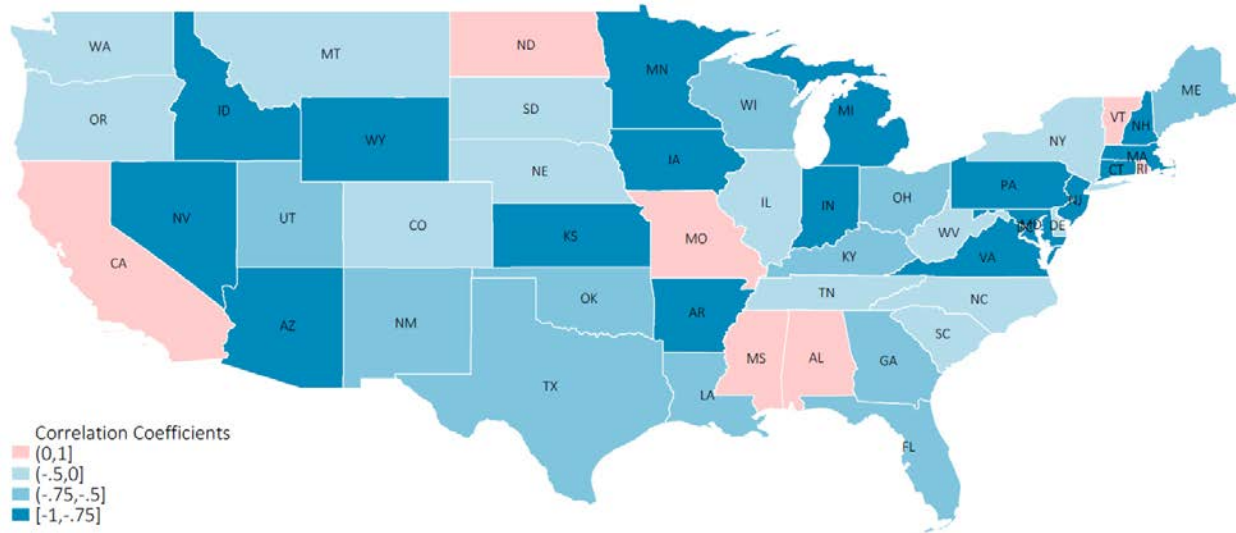 WA
MT
ND
MN
ME
ID
OR
SD
WI
MI
VT
NH
NY
WY
MA
JA
CT
RI
NE
PA
NV
UT
CO
IL
IN
OH
NJ
KS
MO
WV
MD
DE
CA
KY
VA
TN
NC
AZ
NM
OK
AR
SC
MS
AL
GA
TX
LA
FL
Correlation Coefficients
(0,1]
(-.5,0]
(-.75,-.5]
[-1,-.75]